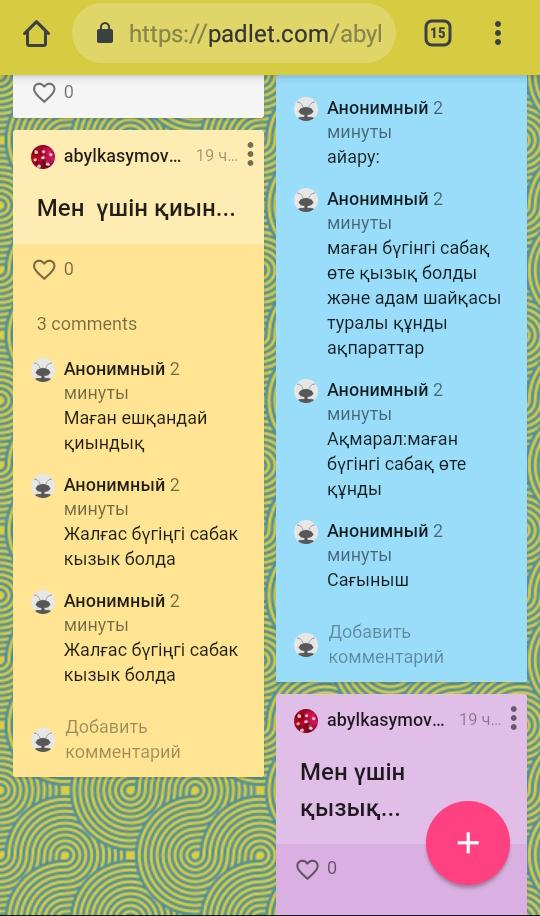 https://padlet.com/abyl
15
0
abylkasymov... 19 ч...
Мен үшін қиын...
0
3 comments
Анонимный 2
минуты
Маған ешқандай
қиындық
Анонимный 2
минуты
Жалғас бүгіңгі сабак
кызык болда
Анонимный 2
минуты
Жалғас бүгіңгі сабак
кызык болда
Добавить
комментарий
Анонимный 2
минуты
айару:
Анонимный 2
минуты
маған бүгінгі сабақ
өте қызық болды
және адам шайқасы
туралы құнды
ақпараттар
Анонимный 2
минуты
Ақмарал:маған
бүгінгі сабақ өте
құнды
Анонимный 2
минуты
Сағыныш
Добавить
комментарий
abylkasymov... 19 ч...
Мен үшін
қызық...
0